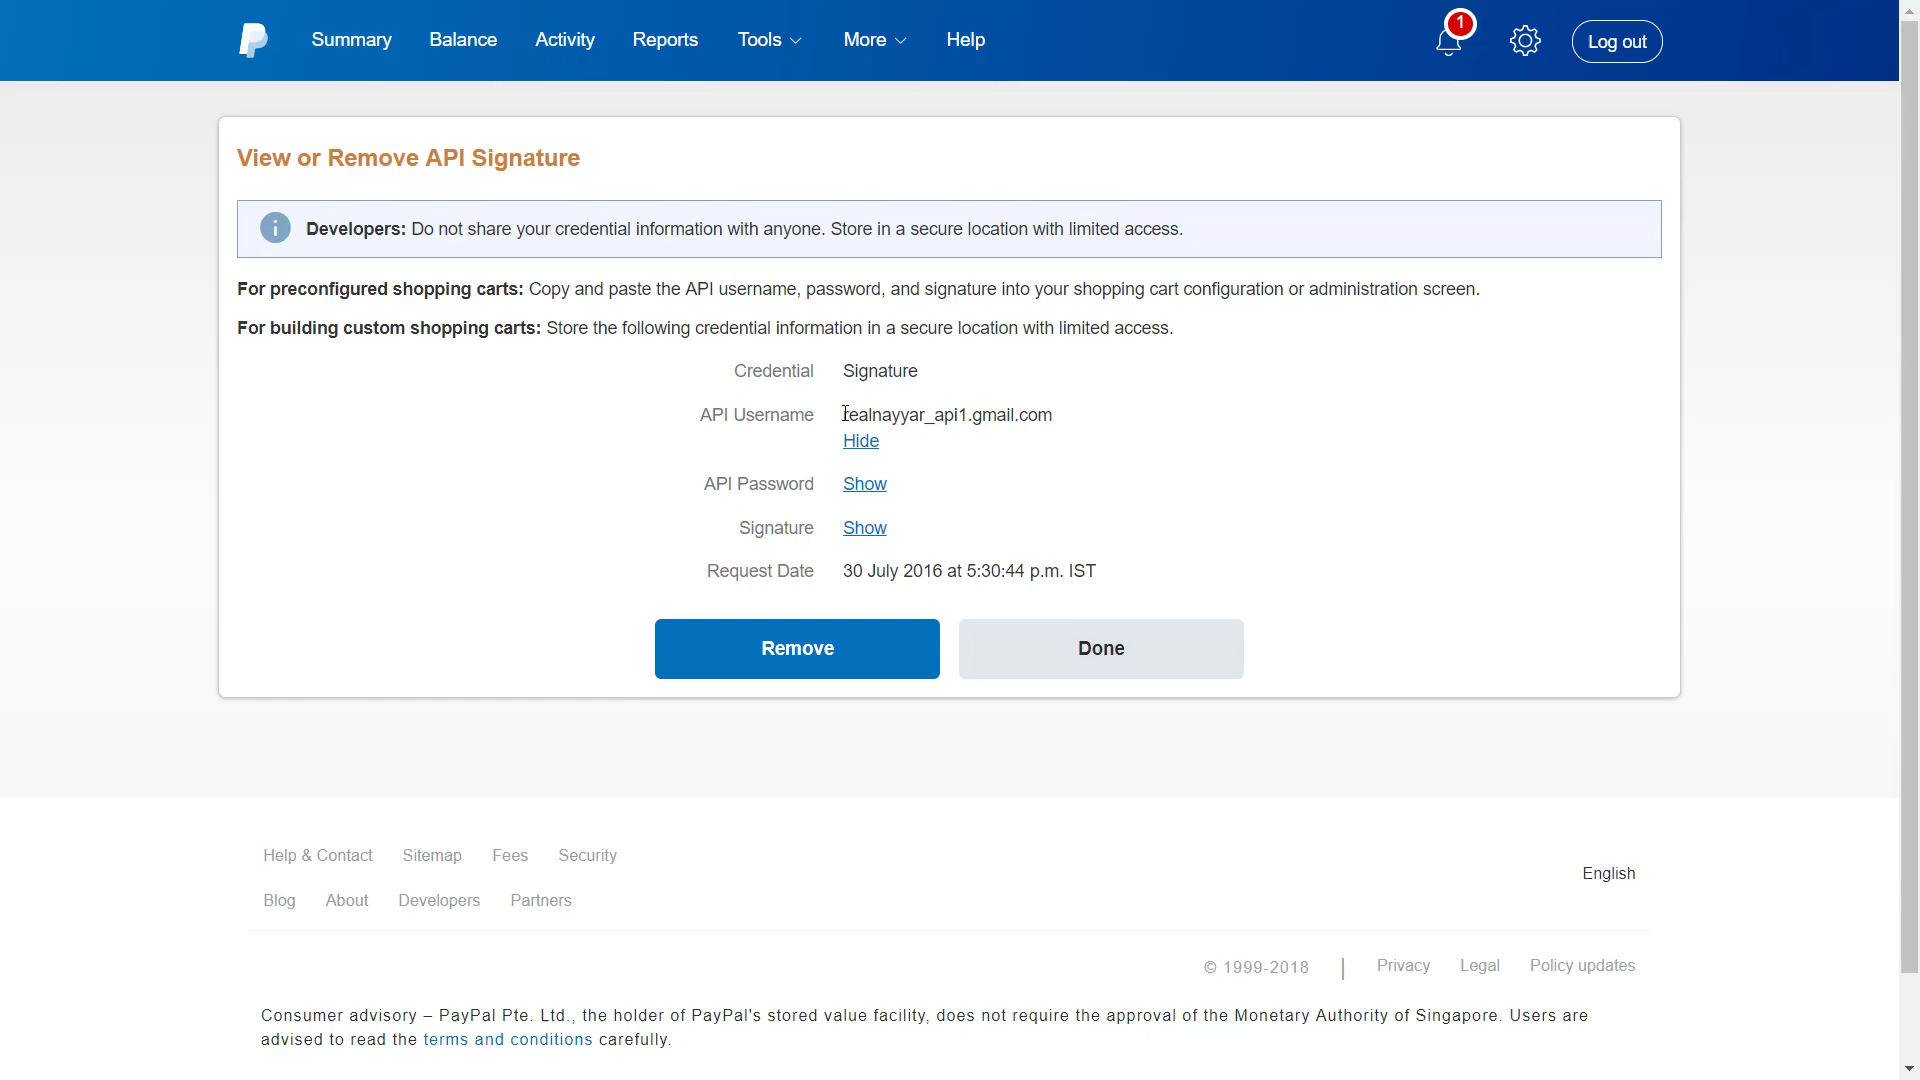 Summary Balance Activity Reports Tools More Help 1 Log out
View or Remove API Signature
Developers: Do not share your credential information with anyone. Store in a secure location with limited access.
For preconfigured shopping carts: Copy and paste the API username, password, and signature into your shopping cart configuration or administration screen.
For building custom shopping carts: Store the following credential information in a secure location with limited access.
Credential Signature
API Username realnayyar_api1.gmail.com
Hide
API Password Show
Signature Show
Request Date 30 July 2016 at 5:30:44 p.m. IST
Remove Done
Help & Contact Sitemap Fees Security
English
Blog About Developers Partners
© 1999-2018 | Privacy Legal Policy updates
Consumer advisory – PayPal Pte. Ltd., the holder of PayPal's stored value facility, does not require the approval of the Monetary Authority of Singapore. Users are
advised to read the terms and conditions carefully.